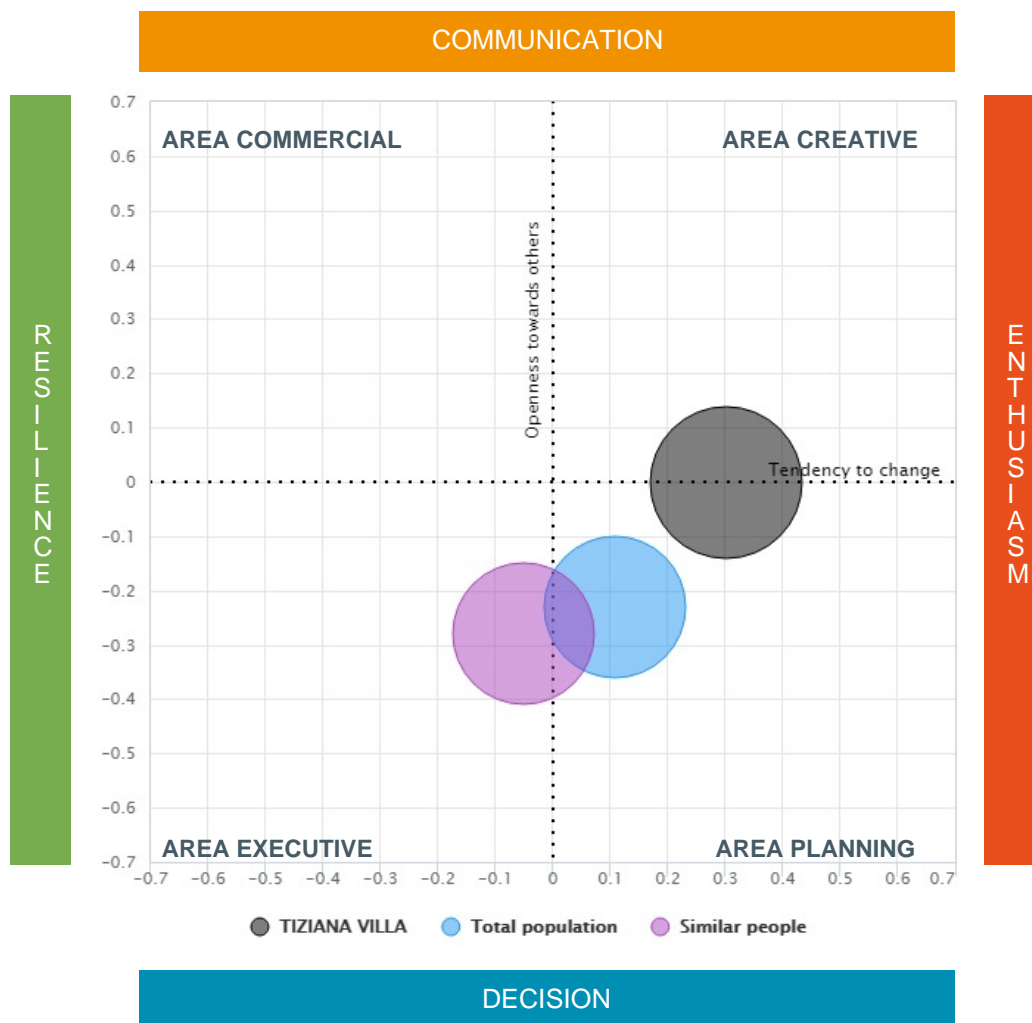 COMMUNICATION
RESILIENCE
ENTHUSIASM
AREA COMMERCIAL
AREA CREATIVE
Openness towards others
Tendency to change
0.7
0.6
0.5
0.4
0.3
0.2
0.1
0
-0.1
-0.2
-0.3
-0.4
-0.5
-0.6
-0.7
AREA EXECUTIVE
AREA PLANNING
-0.7 -0.6 -0.5 -0.4 -0.3 -0.2 -0.1 0 0.1 0.2 0.3 0.4 0.5 0.6 0.7
TIZIANA VILLA Total population Similar people
DECISION